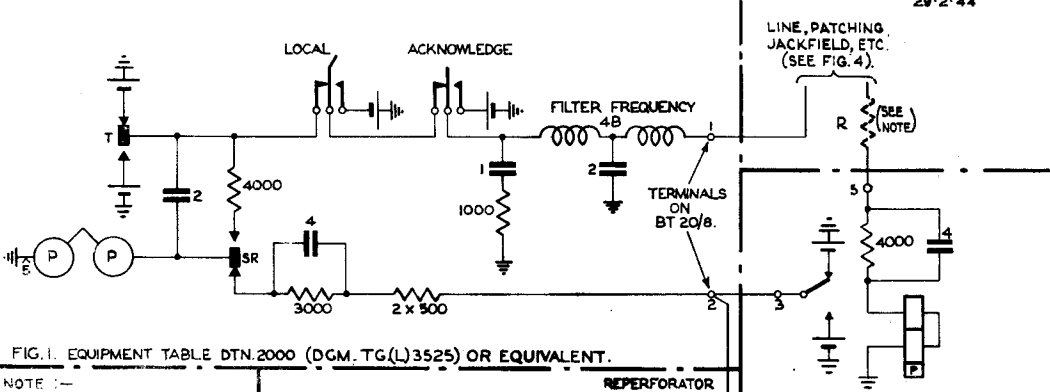 29·2·44
LINE, PATCHING
JACKFIELD, ETC.
(SEE FIG. 4).
LOCAL
ACKNOWLEDGE
FILTER FREQUENCY
4B
1
R
(SEE
NOTE)
T
2
4000
1
2
1000
TERMINALS
ON
BT 20/8.
5
4
SR
4000
4
P
P
5
3000
2 x 500
2
3
P
FIG. 1. EQUIPMENT TABLE DTN. 2000 (DGM. TG(L) 3525) OR EQUIVALENT.
NOTE :—
REPERFORATOR